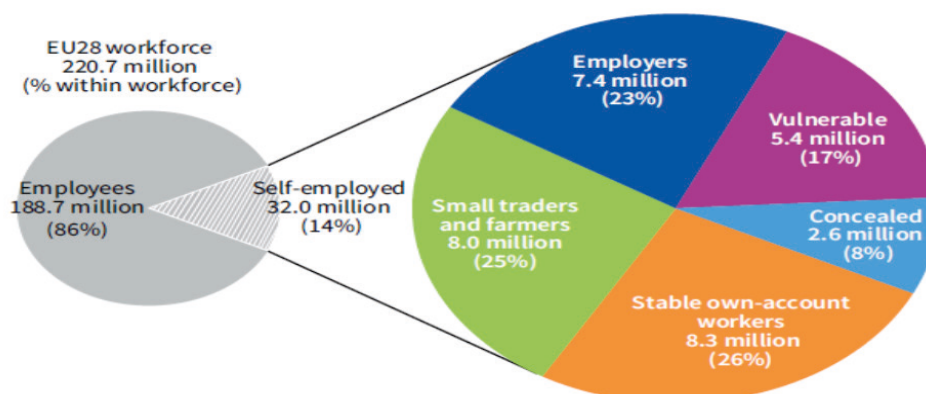 EU28 workforce
220.7 million
(% within workforce)
Employees
188.7 million
(86%)
Self-employed
32.0 million
(14%)
Employers
7.4 million
(23%)
Vulnerable
5.4 million
(17%)
Concealed
2.6 million
(8%)
Small traders
and farmers
8.0 million
(25%)
Stable own-account
workers
8.3 million
(26%)